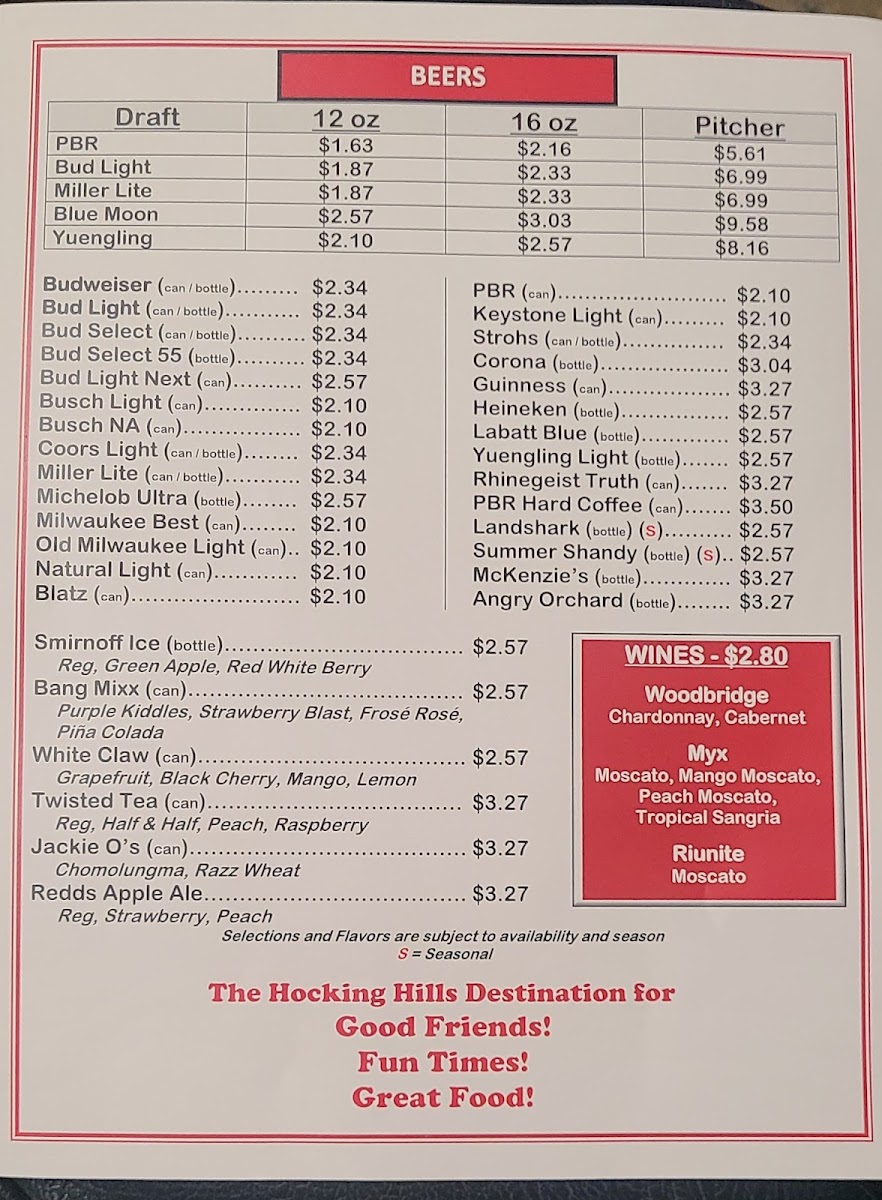 BEERS
Draft 12 oz 16 oz Pitcher
PBR $1.63 $2.16 $5.61
Bud Light $1.87 $2.33 $6.99
Miller Lite $1.87 $2.33 $6.99
Blue Moon $2.57 $3.03 $9.58
Yuengling $2.10 $2.57 $8.16
Budweiser (can / bottle)......... $2.34
Bud Light (can / bottle)........... $2.34
Bud Select (can / bottle).......... $2.34
Bud Select 55 (bottle).......... $2.34
Bud Light Next (can).......... $2.57
Busch Light (can).............. $2.10
Busch NA (can)................. $2.10
Coors Light (can / bottle)........ $2.34
Miller Lite (can / bottle)........... $2.34
Michelob Ultra (bottle)........ $2.57
Milwaukee Best (can)........ $2.10
Old Milwaukee Light (can).. $2.10
Natural Light (can)............ $2.10
Blatz (can)......................... $2.10
PBR (can)......................... $2.10
Keystone Light (can)......... $2.10
Strohs (can / bottle)............... $2.34
Corona (bottle)................... $3.04
Guinness (can).................. $3.27
Heineken (bottle)................ $2.57
Labatt Blue (bottle)............. $2.57
Yuengling Light (bottle)....... $2.57
Rhinegeist Truth (can)....... $3.27
PBR Hard Coffee (can)....... $3.50
Landshark (bottle) (S).......... $2.57
Summer Shandy (bottle) (S).. $2.57
McKenzie's (bottle)............. $3.27
Angry Orchard (bottle)........ $3.27
Smirnoff Ice (bottle)................................... $2.57
Reg, Green Apple, Red White Berry
Bang Mixx (can)........................................ $2.57
Purple Kiddles, Strawberry Blast, Frosé Rosé,
Piña Colada
White Claw (can)....................................... $2.57
Grapefruit, Black Cherry, Mango, Lemon
Twisted Tea (can)..................................... $3.27
Reg, Half & Half, Peach, Raspberry
Jackie O's (can)........................................ $3.27
Chomolungma, Razz Wheat
Redds Apple Ale...................................... $3.27
Reg, Strawberry, Peach
WINES - $2.80
Woodbridge
Chardonnay, Cabernet
Myx
Moscato, Mango Moscato,
Peach Moscato,
Tropical Sangria
Riunite
Moscato
Selections and Flavors are subject to availability and season
S = Seasonal
The Hocking Hills Destination for
Good Friends!
Fun Times!
Great Food!